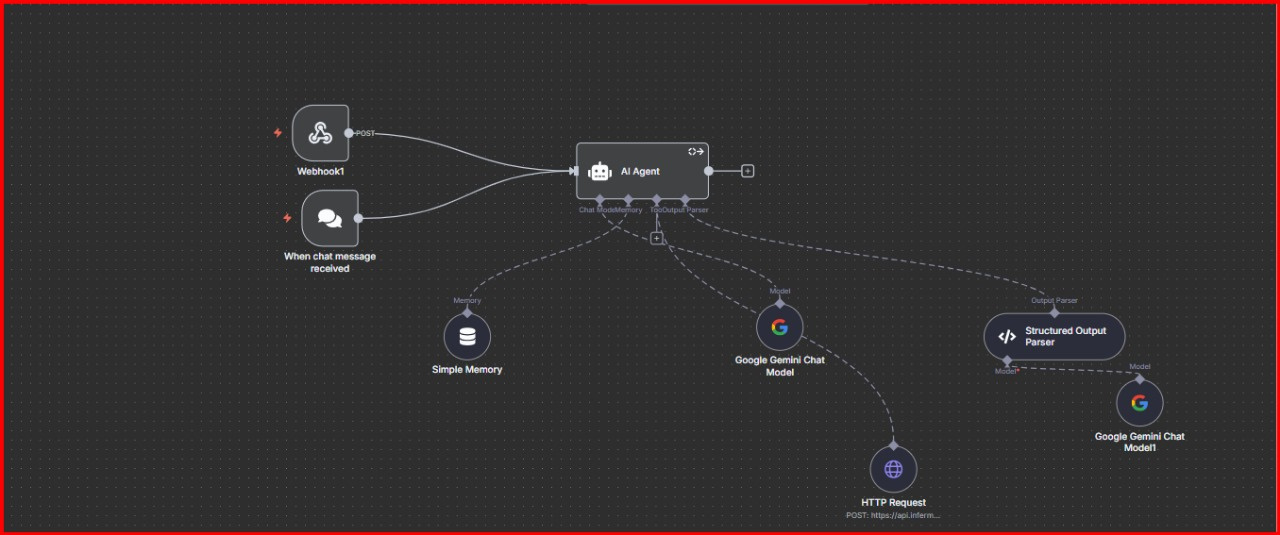 POST
Webhook1
AI Agent
Chat Model
Memory
Output Parser
When chat message
received
Memory
Simple Memory
Model
Google Gemini Chat
Model
Output Parser
Structured Output
Parser
Model*
Model
Google Gemini Chat
Model1
HTTP Request
POST: https://api.inferm...